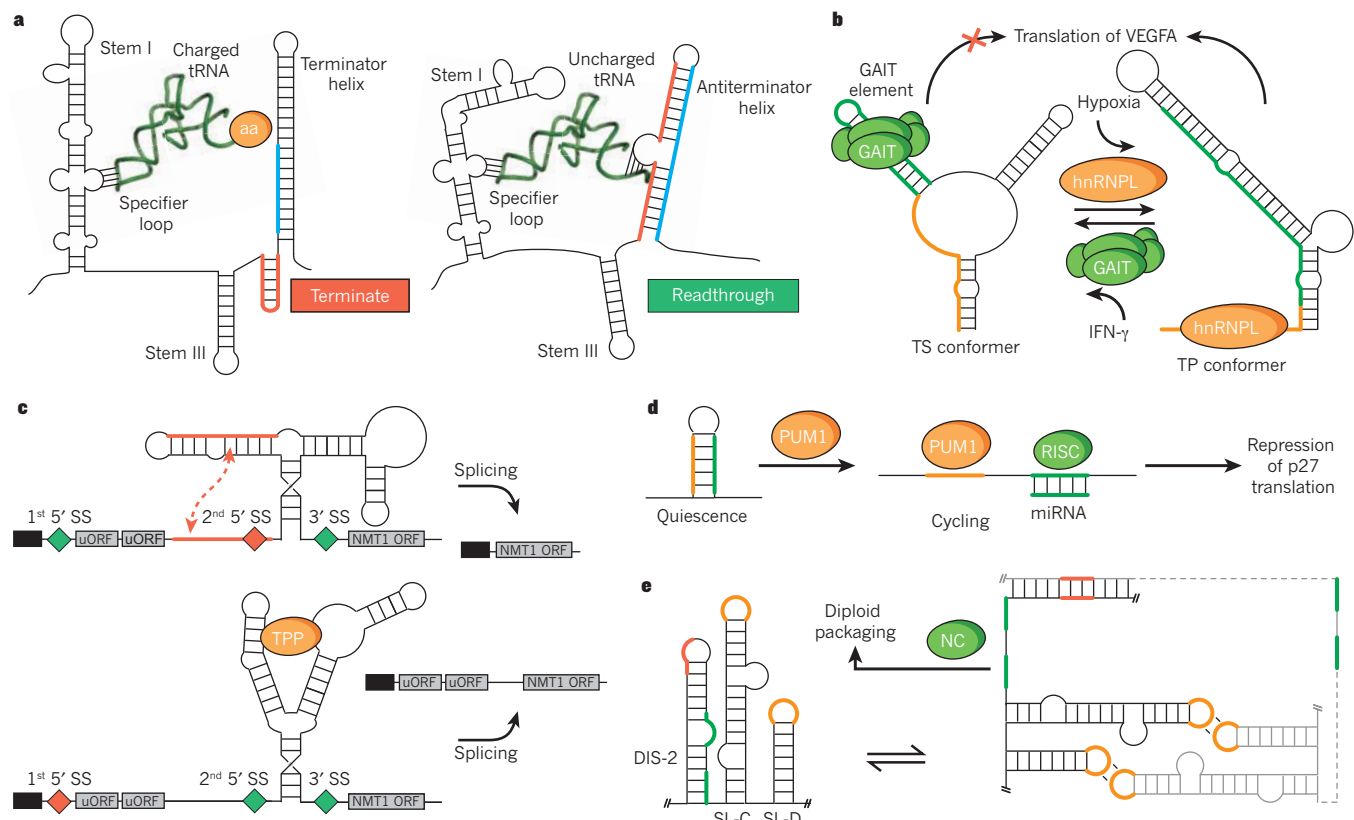 a
Stem I
Charged
tRNA
Terminator
helix
aa
Specifier
loop
Terminate
Stem III
Stem I
Uncharged
tRNA
Antiterminator
helix
Specifier
loop
Readthrough
Stem III
b
Translation of VEGFA
GAIT
element
GAIT
Hypoxia
hnRNPL
GAIT
IFN-γ
TS conformer
hnRNPL
TP conformer
c
Splicing
1st 5′ SS
2nd 5′ SS
3′ SS
uORF
uORF
NMT1 ORF
NMT1 ORF
TPP
uORF
uORF
NMT1 ORF
Splicing
1st 5′ SS
2nd 5′ SS
3′ SS
uORF
uORF
NMT1 ORF
d
PUM1
PUM1
RISC
Repression
of p27
translation
Quiescence
Cycling
miRNA
e
Diploid
packaging
NC
DIS-2
SL-C
SL-D